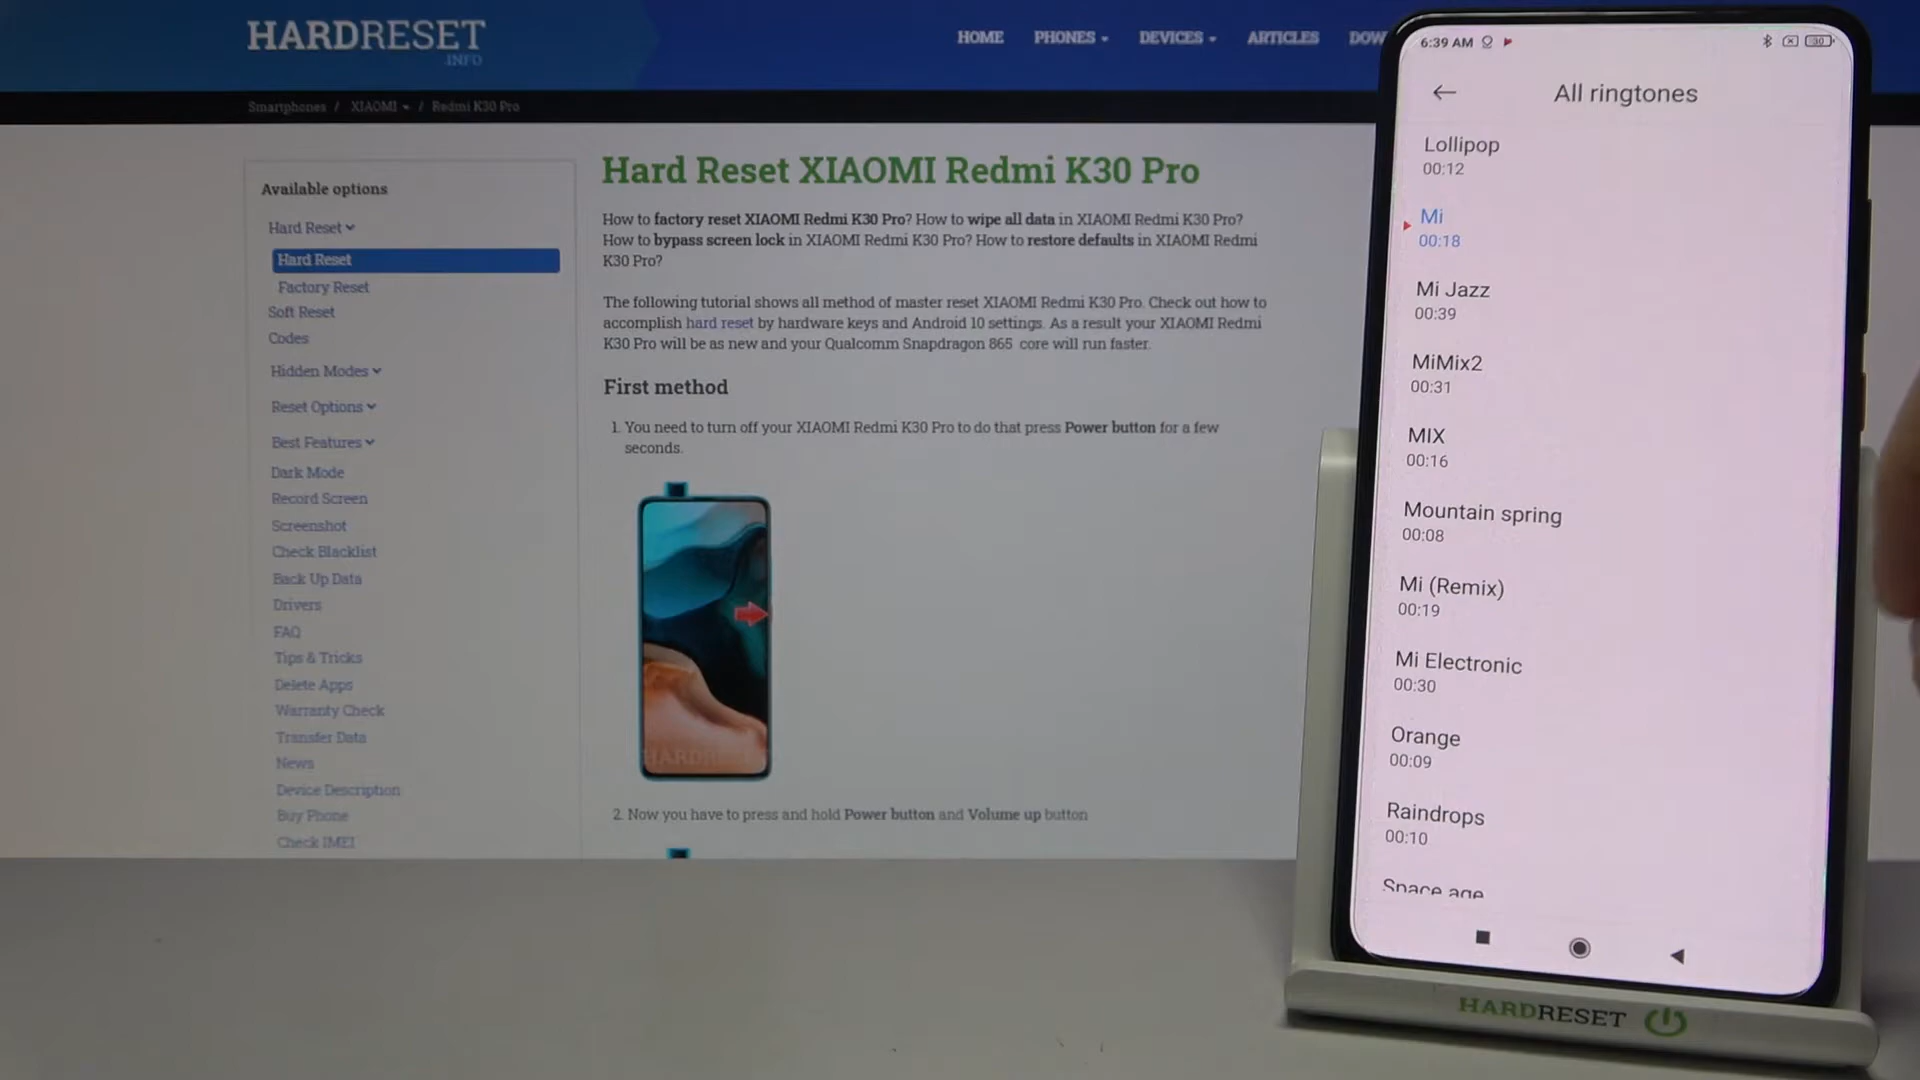 HARDRESET
.INFO
HOME PHONES DEVICES ARTICLES DOW
Smartphones / XIAOMI / Redmi K30 Pro
Available options
Hard Reset
Hard Reset
Factory Reset
Soft Reset
Codes
Hidden Modes
Reset Options
Best Features
Dark Mode
Record Screen
Screenshot
Check Blacklist
Back Up Data
Drivers
FAQ
Tips & Tricks
Delete Apps
Warranty Check
Transfer Data
News
Device Description
Buy Phone
Check IMEI
Hard Reset XIAOMI Redmi K30 Pro
How to factory reset XIAOMI Redmi K30 Pro? How to wipe all data in XIAOMI Redmi K30 Pro?
How to bypass screen lock in XIAOMI Redmi K30 Pro? How to restore defaults in XIAOMI Redmi
K30 Pro?
The following tutorial shows all method of master reset XIAOMI Redmi K30 Pro. Check out how to
accomplish hard reset by hardware keys and Android 10 settings. As a result your XIAOMI Redmi
K30 Pro will be as new and your Qualcomm Snapdragon 865 core will run faster.
First method
1. You need to turn off your XIAOMI Redmi K30 Pro to do that press Power button for a few
seconds.
2. Now you have to press and hold Power button and Volume up button
6:39 AM
30
All ringtones
Lollipop
00:12
Mi
00:18
Mi Jazz
00:39
MiMix2
00:31
MIX
00:16
Mountain spring
00:08
Mi (Remix)
00:19
Mi Electronic
00:30
Orange
00:09
Raindrops
00:10
Space age
HARDRESET